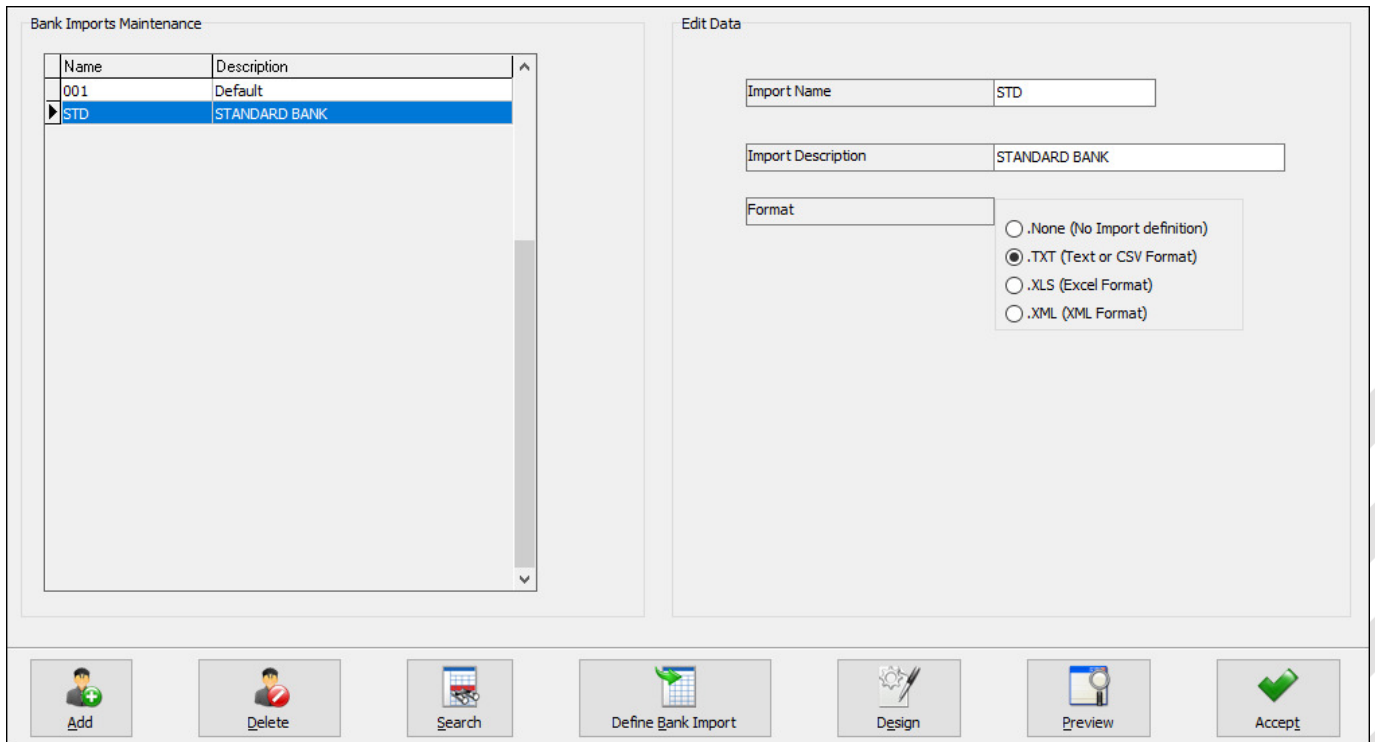 Bank Imports Maintenance
Name Description
001 Default
STD STANDARD BANK
Edit Data
Import Name STD
Import Description STANDARD BANK
Format
.None (No Import definition)
.TXT (Text or CSV Format)
.XLS (Excel Format)
.XML (XML Format)
Add Delete Search Define Bank Import Design Preview Accept